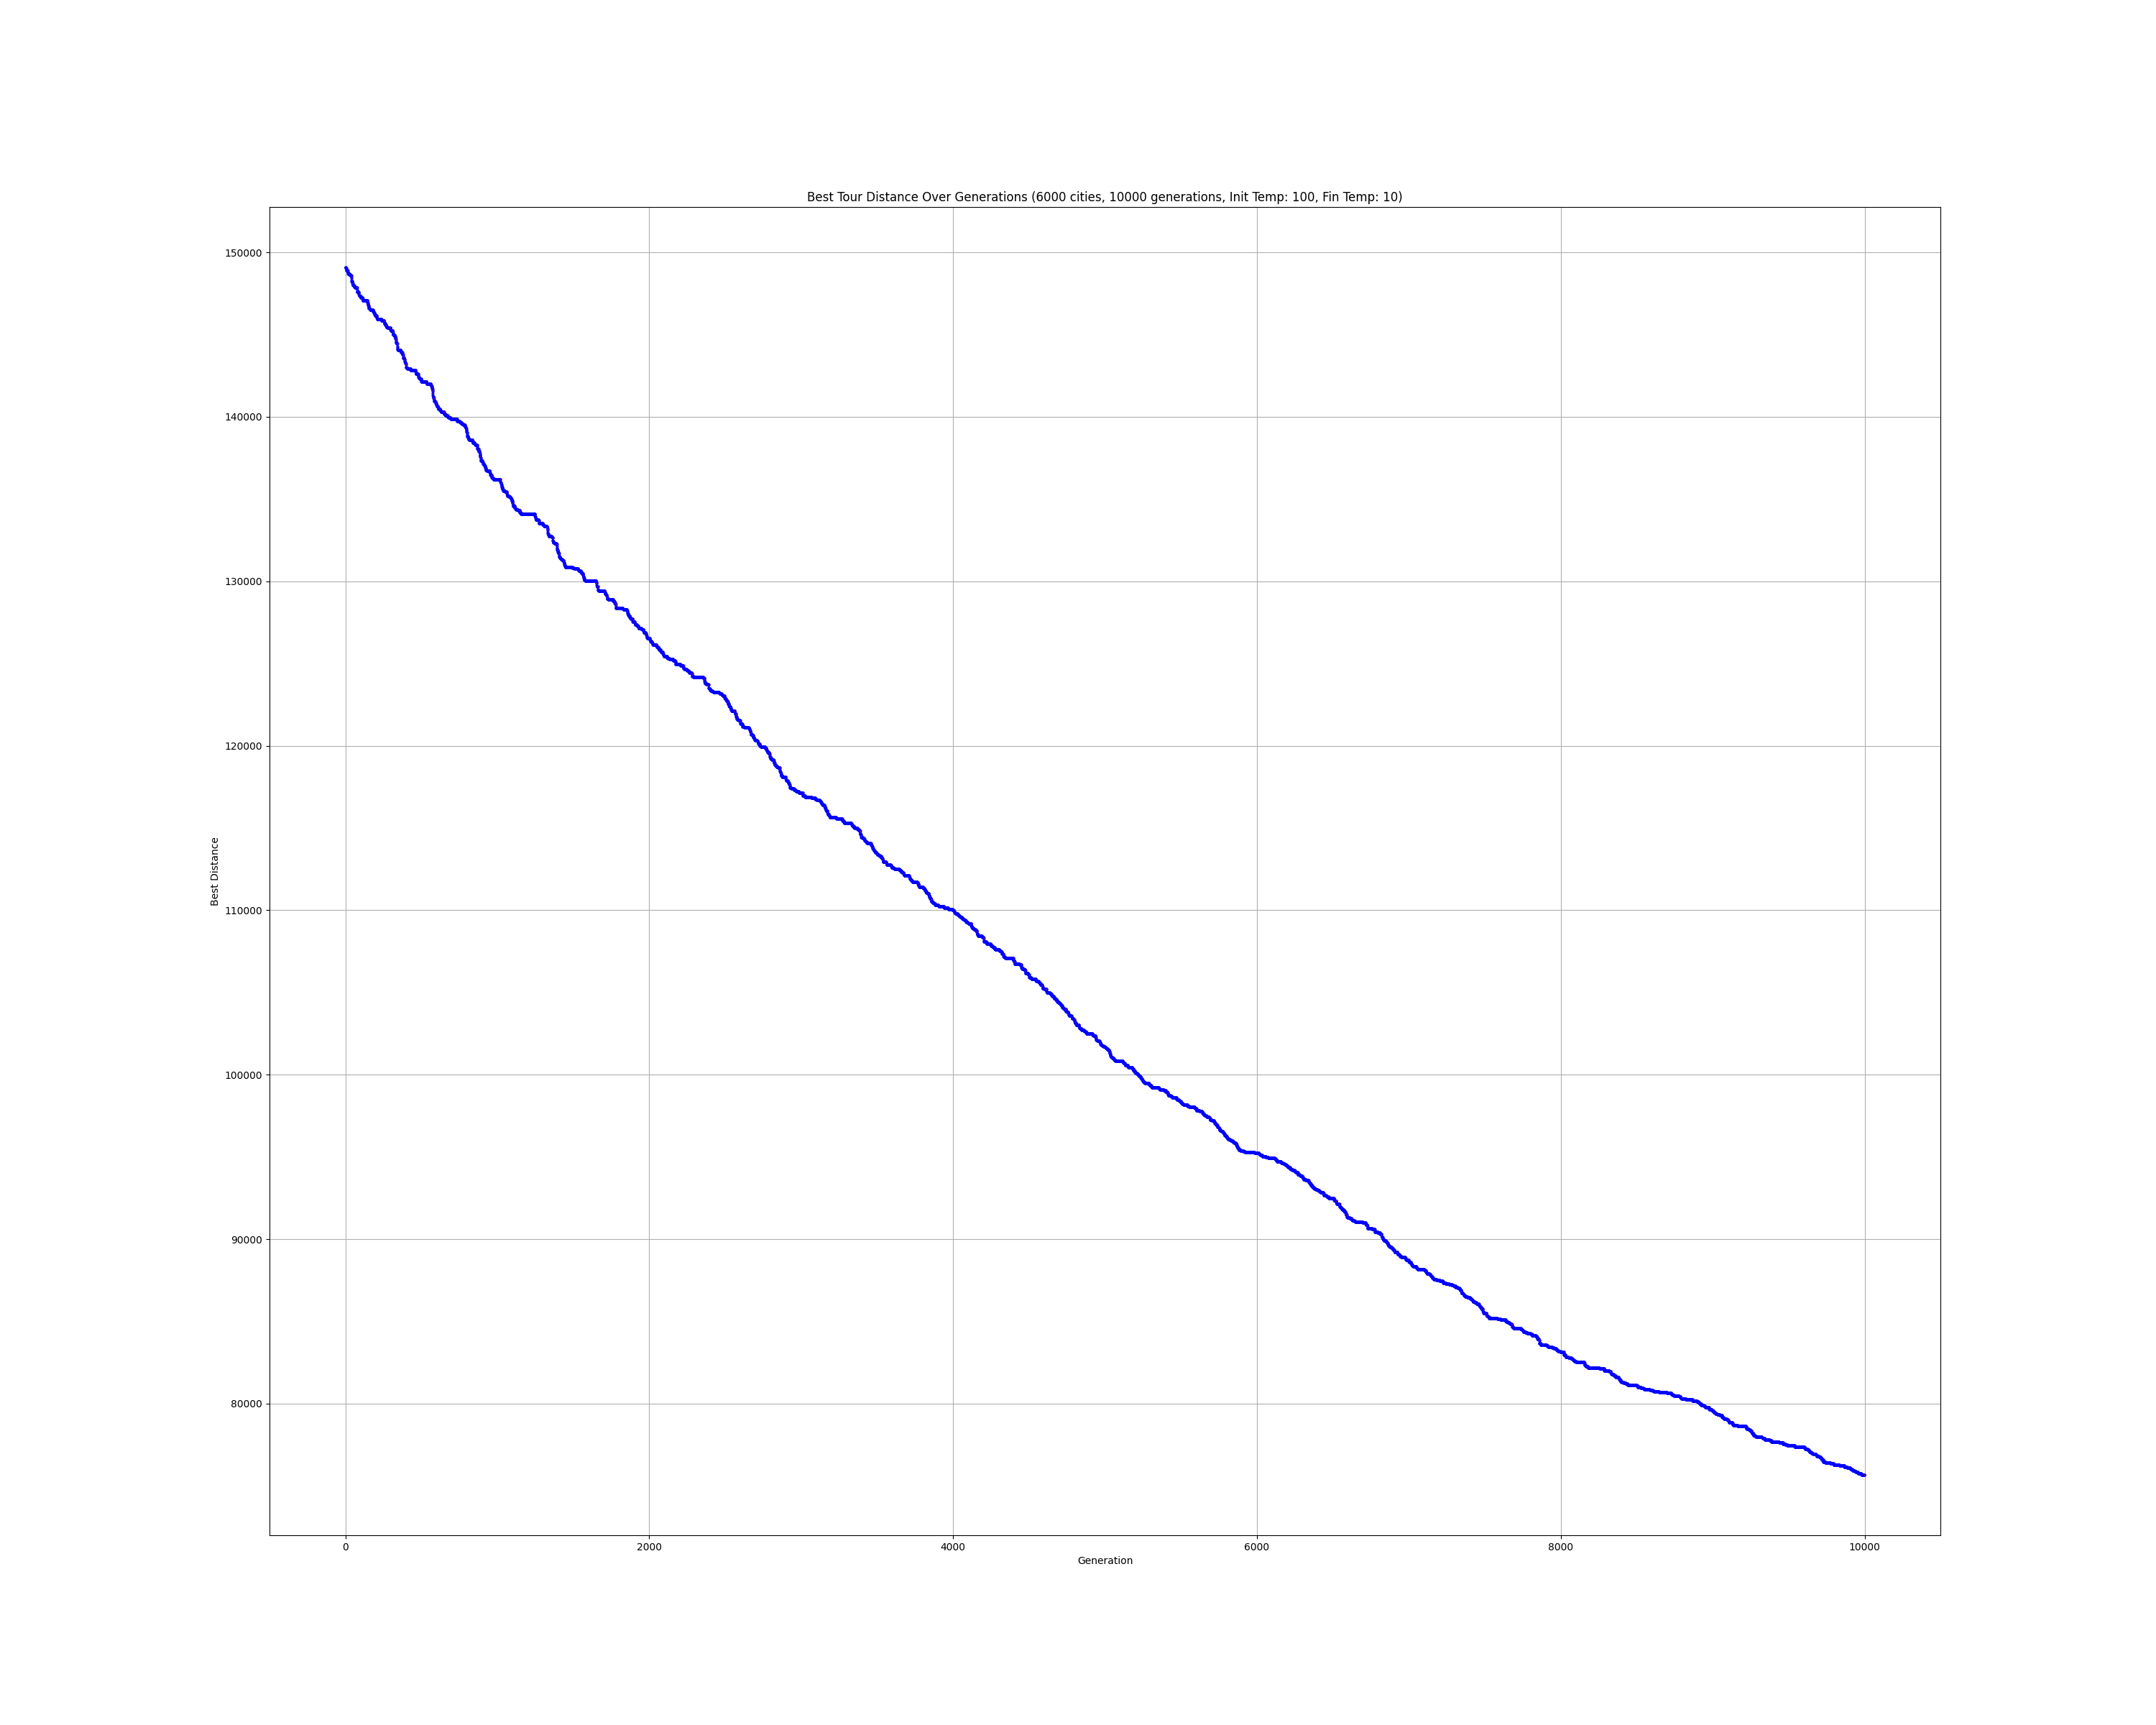 Best Tour Distance Over Generations (6000 cities, 10000 generations, Init Temp: 100, Fin Temp: 10)
150000
140000
130000
120000
110000
100000
90000
80000
Best Distance
0 2000 4000 6000 8000 10000
Generation